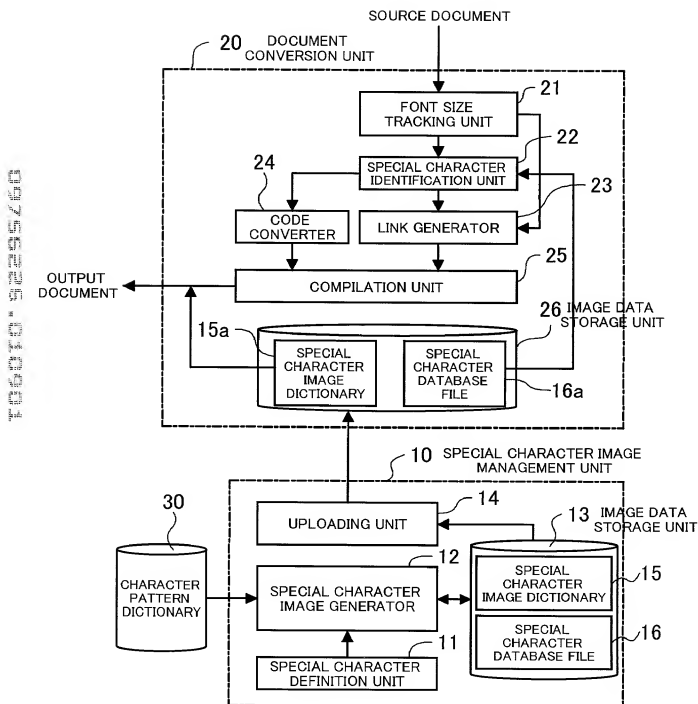 SOURCE DOCUMENT
20 DOCUMENT
CONVERSION UNIT
21
FONT SIZE
TRACKING UNIT
22
SPECIAL CHARACTER
IDENTIFICATION UNIT
24
23
CODE
CONVERTER
LINK GENERATOR
25
COMPILATION UNIT
OUTPUT
DOCUMENT
26 IMAGE DATA
STORAGE UNIT
15a
SPECIAL
CHARACTER
IMAGE
DICTIONARY
SPECIAL
CHARACTER
DATABASE
FILE
16a
10 SPECIAL CHARACTER IMAGE
MANAGEMENT UNIT
14
UPLOADING UNIT
13 IMAGE DATA
STORAGE UNIT
30
CHARACTER
PATTERN
DICTIONARY
12
SPECIAL CHARACTER
IMAGE GENERATOR
15
SPECIAL
CHARACTER
IMAGE DICTIONARY
16
SPECIAL
CHARACTER
DATABASE FILE
11
SPECIAL CHARACTER
DEFINITION UNIT
09756225.010901